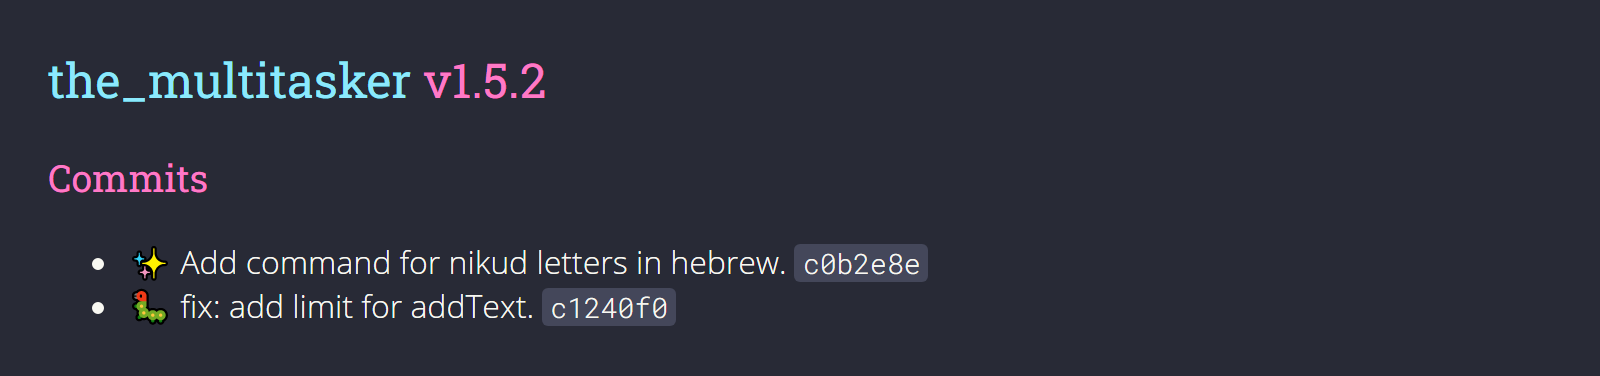 the_multitasker v1.5.2
Commits
✨ Add command for nikud letters in hebrew. c0b2e8e
🐛 fix: add limit for addText. c1240f0